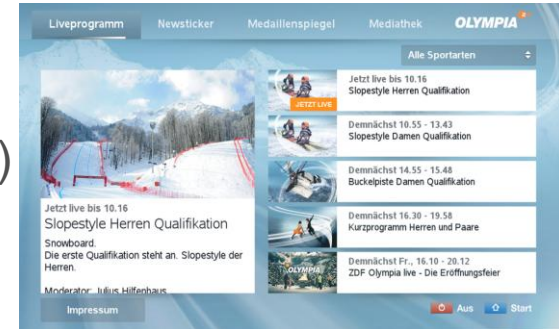 Liveprogramm Newsticker Medaillenspiegel Mediathek OLYMPIA
Alle Sportarten
)
Jetzt live bis 10.16
Slopestyle Herren Qualifikation
Snowboard.
Die erste Qualifikation steht an. Slopestyle der
Herren.
Moderator: Julius Hilfenhaus
JETZT LIVE
Jetzt live bis 10.16
Slopestyle Herren Qualifikation
Demnächst 10.55 - 13.43
Slopestyle Damen Qualifikation
Demnächst 14.55 - 15.48
Buckelpiste Damen Qualifikation
Demnächst 16.30 - 19.58
Kurzprogramm Herren und Paare
OLYMPIA
Demnächst Fr., 16.10 - 20.12
ZDF Olympia live - Die Eröffnungsfeier
Impressum
Aus Start